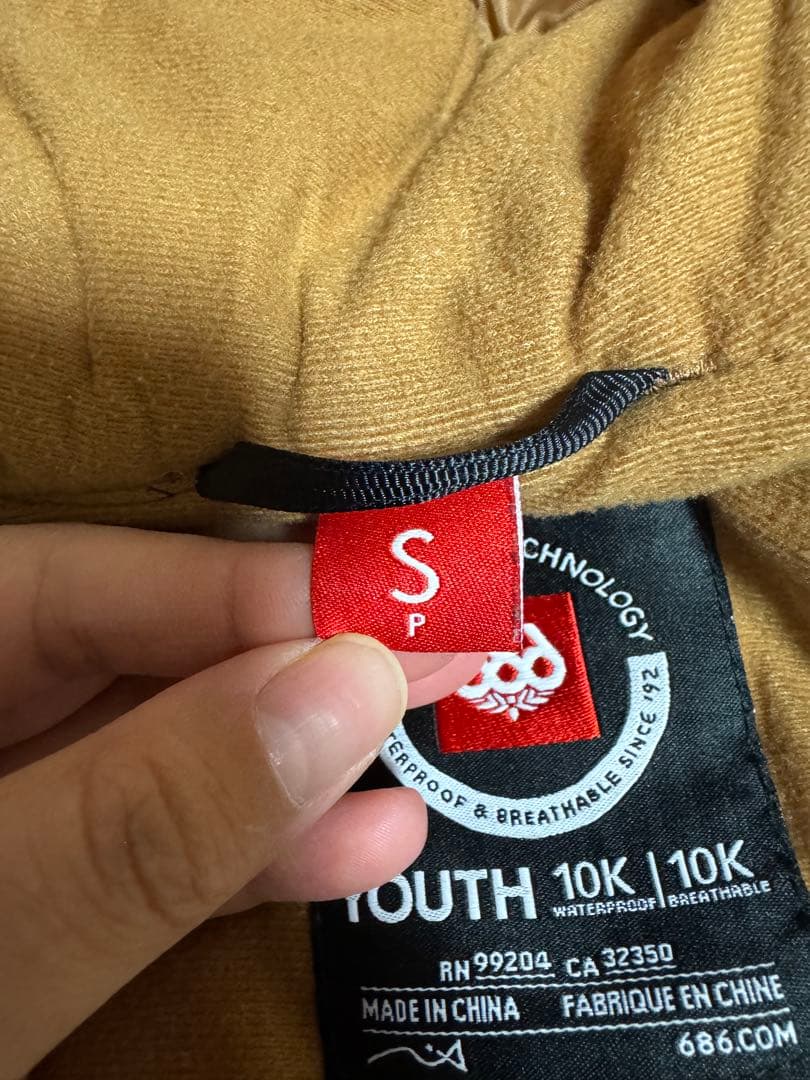 S
P
CHNOLOGY
686
ERPROOF & BREATHABLE SINCE '92
YOUTH 10K WATERPROOF | 10K BREATHABLE
RN 99204 CA 32350
MADE IN CHINA FABRIQUE EN CHINE
686.COM